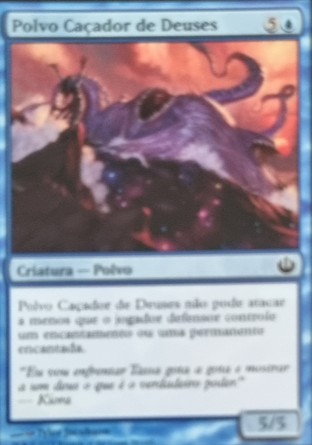 Polvo Caçador de Deuses 5
Criatura — Polvo
Polvo Caçador de Deuses não pode atacar
a menos que o jogador defensor controle
um encantamento ou uma permanente
encantada.
"Eu vou enfrentar Tassa gota a gota e mostrar
a um deus o que é o verdadeiro poder."
— Kiora
5/5